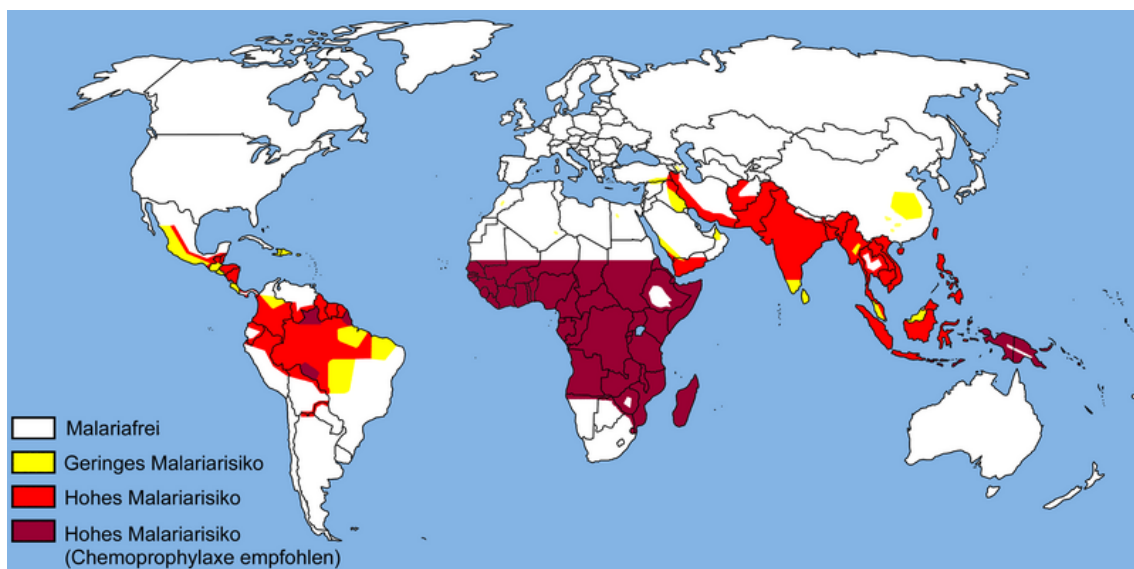 Malariafrei
Geringes Malariarisiko
Hohes Malariarisiko
Hohes Malariarisiko
(Chemoprophylaxe empfohlen)